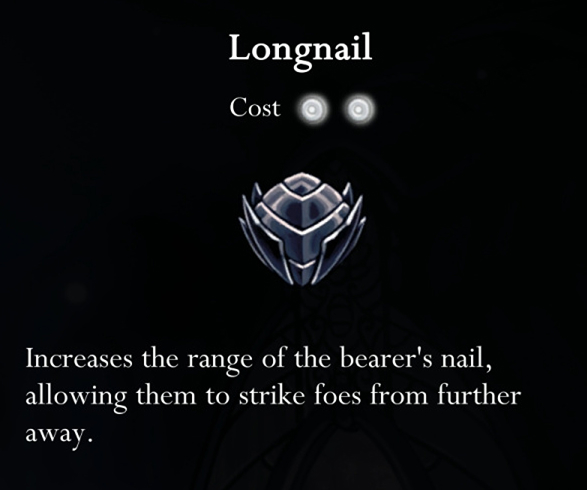 Longnail
Cost
Increases the range of the bearer's nail,
allowing them to strike foes from further
away.